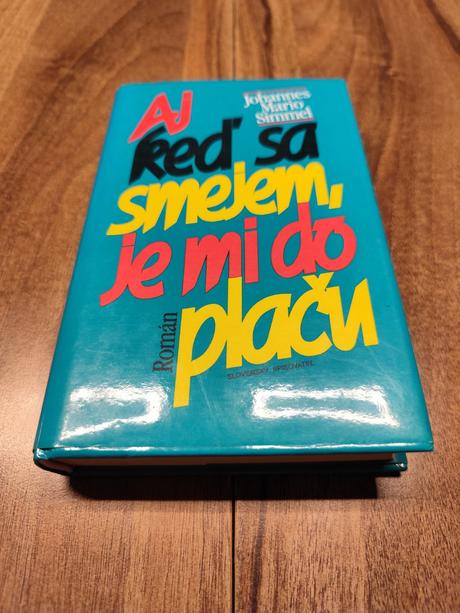 Johannes
Mario
Simmel
Aj
keď sa
smejem,
je mi do
plaču
Román
SLOVENSKÝ SPISOVATEĽ